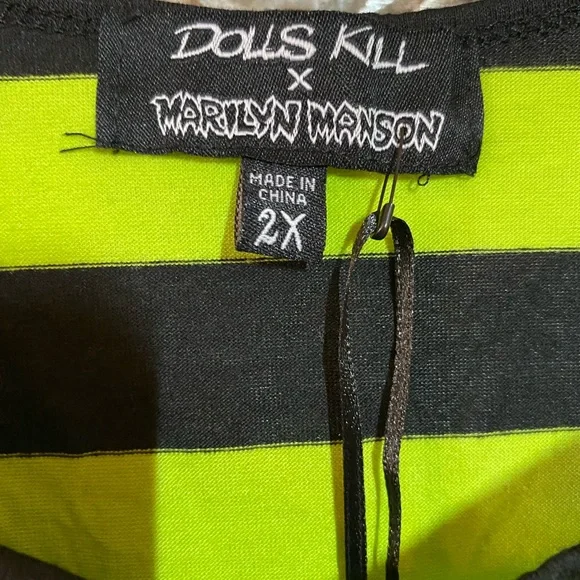 DOLLS KILL
X
MARILYN MANSON
MADE IN
CHINA
2X